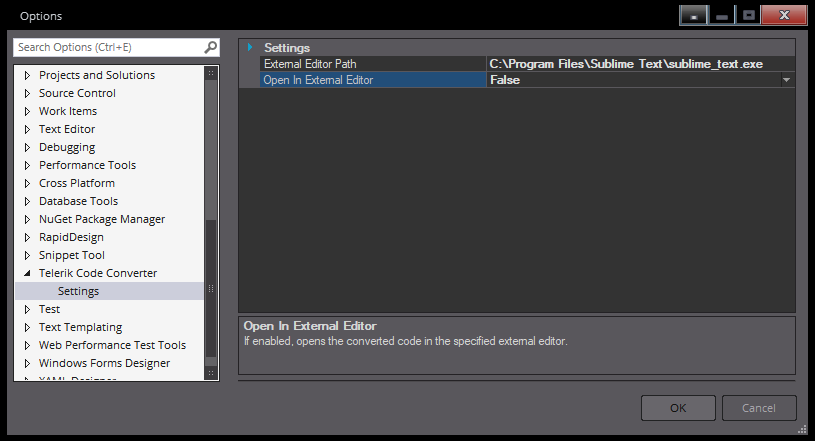 Options
Search Options (Ctrl+E)
Projects and Solutions
Source Control
Work Items
Text Editor
Debugging
Performance Tools
Cross Platform
Database Tools
NuGet Package Manager
RapidDesign
Snippet Tool
Telerik Code Converter
Settings
Test
Text Templating
Web Performance Test Tools
Windows Forms Designer
XAML Designer
Settings
External Editor Path C:\Program Files\Sublime Text\sublime_text.exe
Open In External Editor False
Open In External Editor
If enabled, opens the converted code in the specified external editor.
OK Cancel